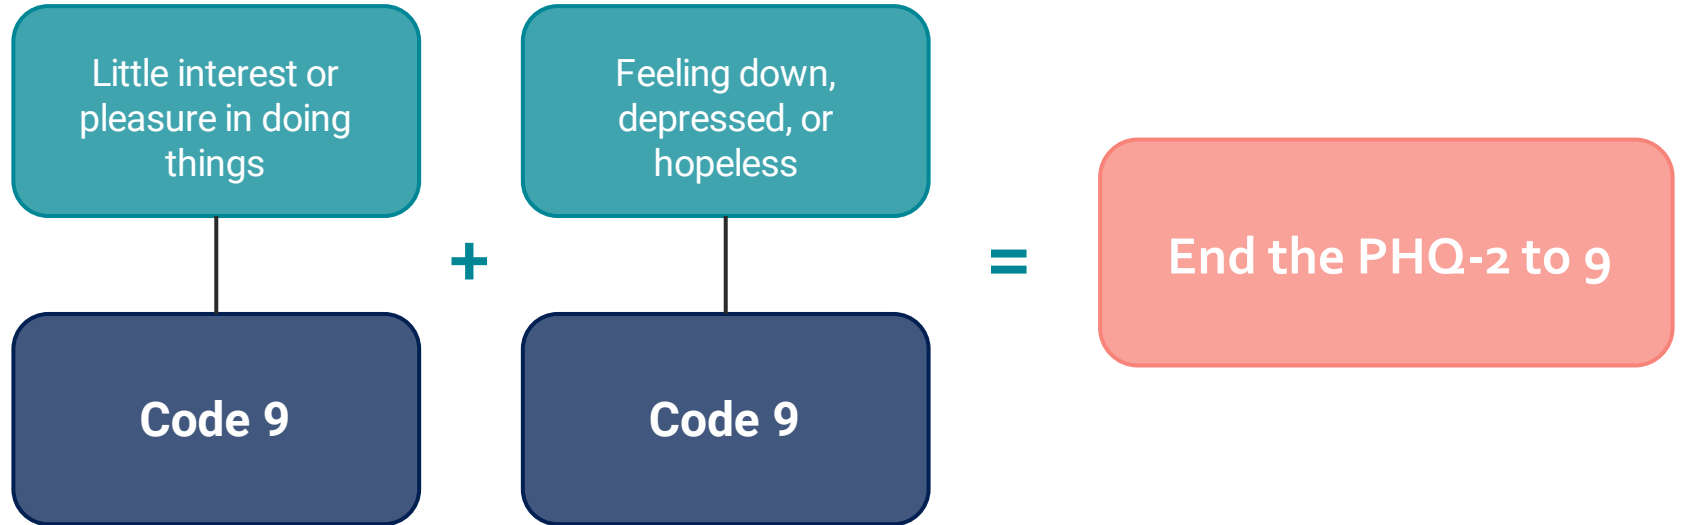 Little interest or
pleasure in doing
things
Code 9
+
Feeling down,
depressed, or
hopeless
Code 9
=
End the PHQ-2 to 9